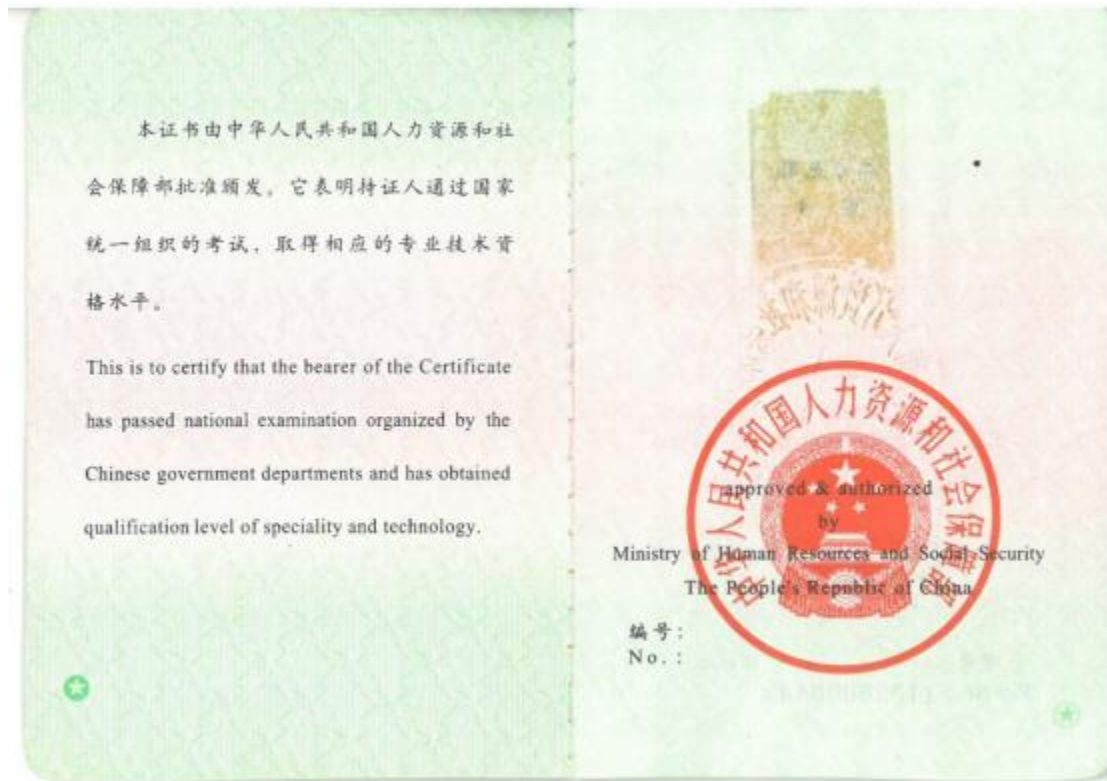 本证书由中华人民共和国人力资源和社
会保障部批准颁发。它表明持证人通过国家
统一组织的考试，取得相应的专业技术资
格水平。
This is to certify that the bearer of the Certificate
has passed national examination organized by the
Chinese government departments and has obtained
qualification level of speciality and technology.
中华人民共和国人力资源和社会保障部
approved & authorized
by
Ministry of Human Resources and Social Security
The People's Republic of China
编号：
No.：